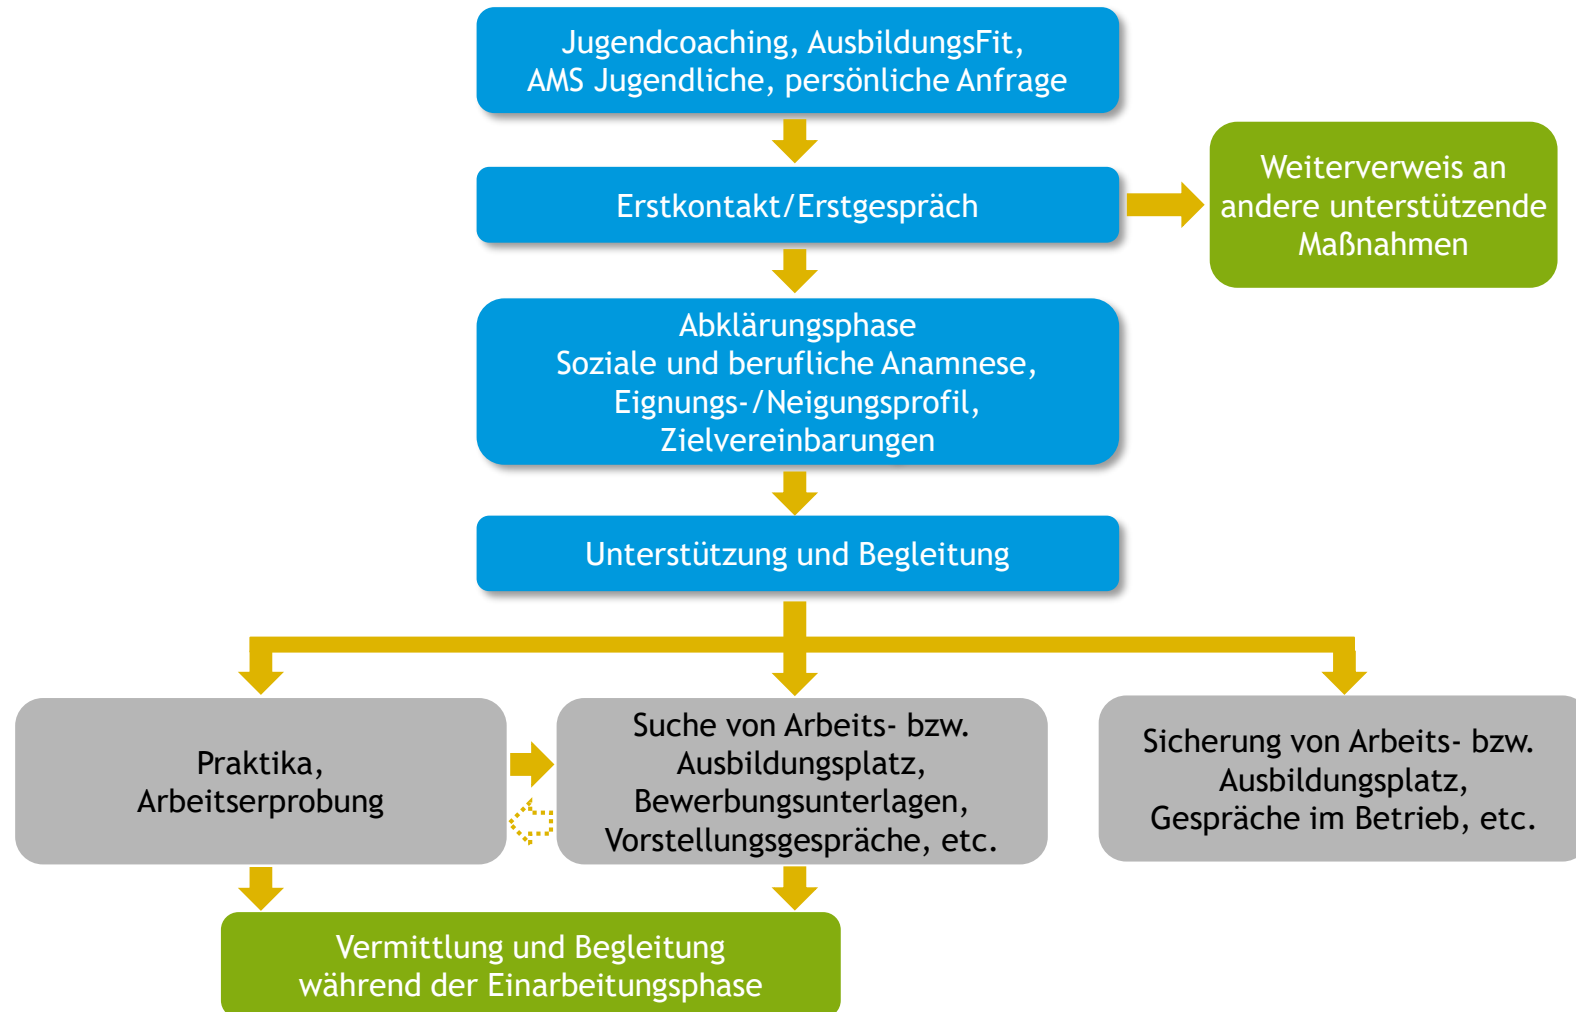 Jugendcoaching, AusbildungsFit,
AMS Jugendliche, persönliche Anfrage
Erstkontakt/Erstgespräch
Weiterverweis an
andere unterstützende
Maßnahmen
Abklärungsphase
Soziale und berufliche Anamnese,
Eignungs-/Neigungsprofil,
Zielvereinbarungen
Unterstützung und Begleitung
Praktika,
Arbeitserprobung
Suche von Arbeits- bzw.
Ausbildungsplatz,
Bewerbungsunterlagen,
Vorstellungsgespräche, etc.
Sicherung von Arbeits- bzw.
Ausbildungsplatz,
Gespräche im Betrieb, etc.
Vermittlung und Begleitung
während der Einarbeitungsphase